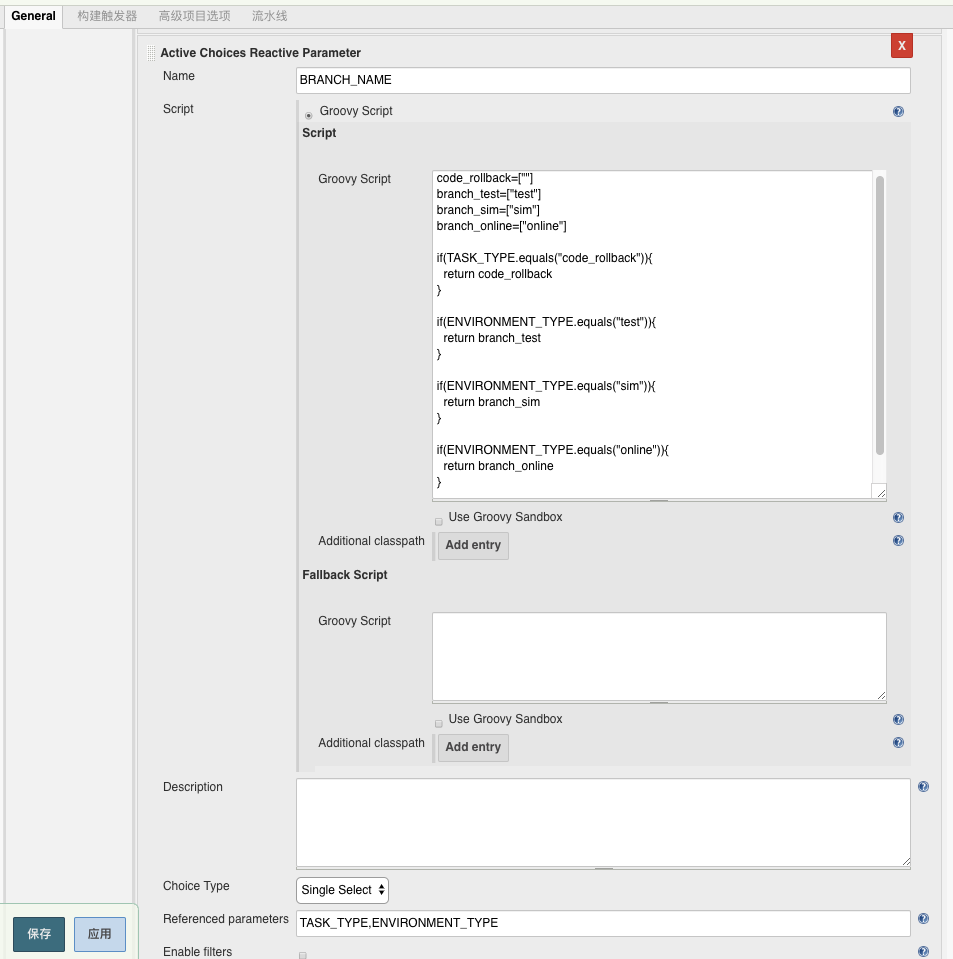 General 构建触发器 高级项目选项 流水线
Active Choices Reactive Parameter
X
Name
BRANCH_NAME
Script
Groovy Script
Script
Groovy Script
code_rollback=[""]
branch_test=["test"]
branch_sim=["sim"]
branch_online=["online"]
if(TASK_TYPE.equals("code_rollback")){
return code_rollback
}
if(ENVIRONMENT_TYPE.equals("test")){
return branch_test
}
if(ENVIRONMENT_TYPE.equals("sim")){
return branch_sim
}
if(ENVIRONMENT_TYPE.equals("online")){
return branch_online
}
Use Groovy Sandbox
Additional classpath
Add entry
Fallback Script
Groovy Script
Use Groovy Sandbox
Additional classpath
Add entry
Description
Choice Type
Single Select
Referenced parameters
TASK_TYPE,ENVIRONMENT_TYPE
Enable filters
保存 应用